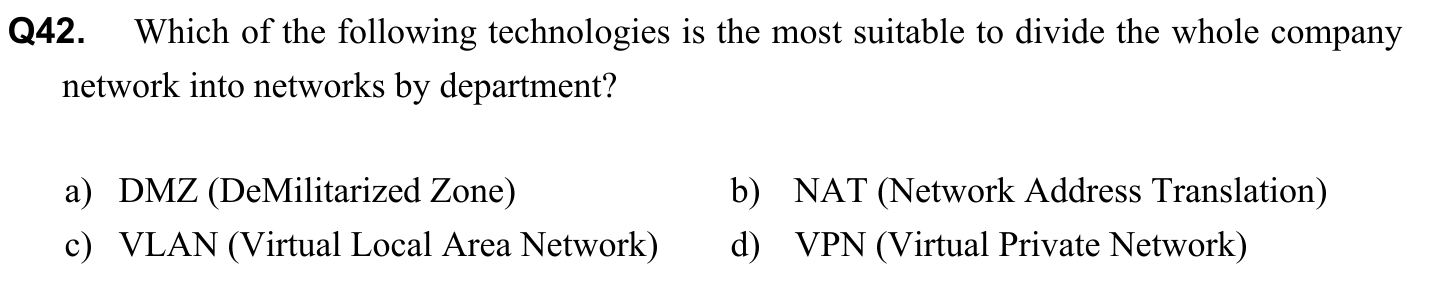 Q42. Which of the following technologies is the most suitable to divide the whole company
network into networks by department?
a) DMZ (DeMilitarized Zone) b) NAT (Network Address Translation)
c) VLAN (Virtual Local Area Network) d) VPN (Virtual Private Network)